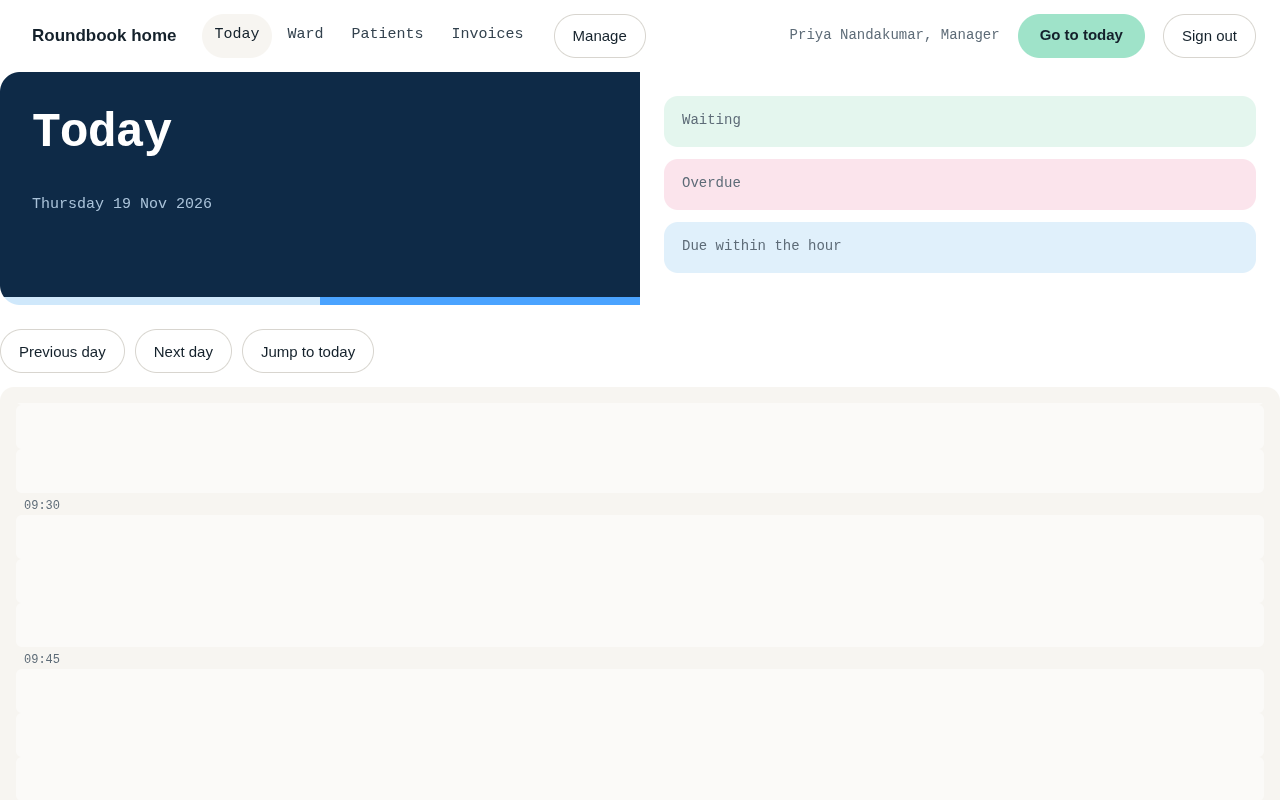 Roundbook home
Today
Ward
Patients
Invoices
Manage
Priya Nandakumar, Manager
Go to today
Sign out
Today
Thursday 19 Nov 2026
Waiting
Overdue
Due within the hour
Previous day
Next day
Jump to today
09:30
09:45